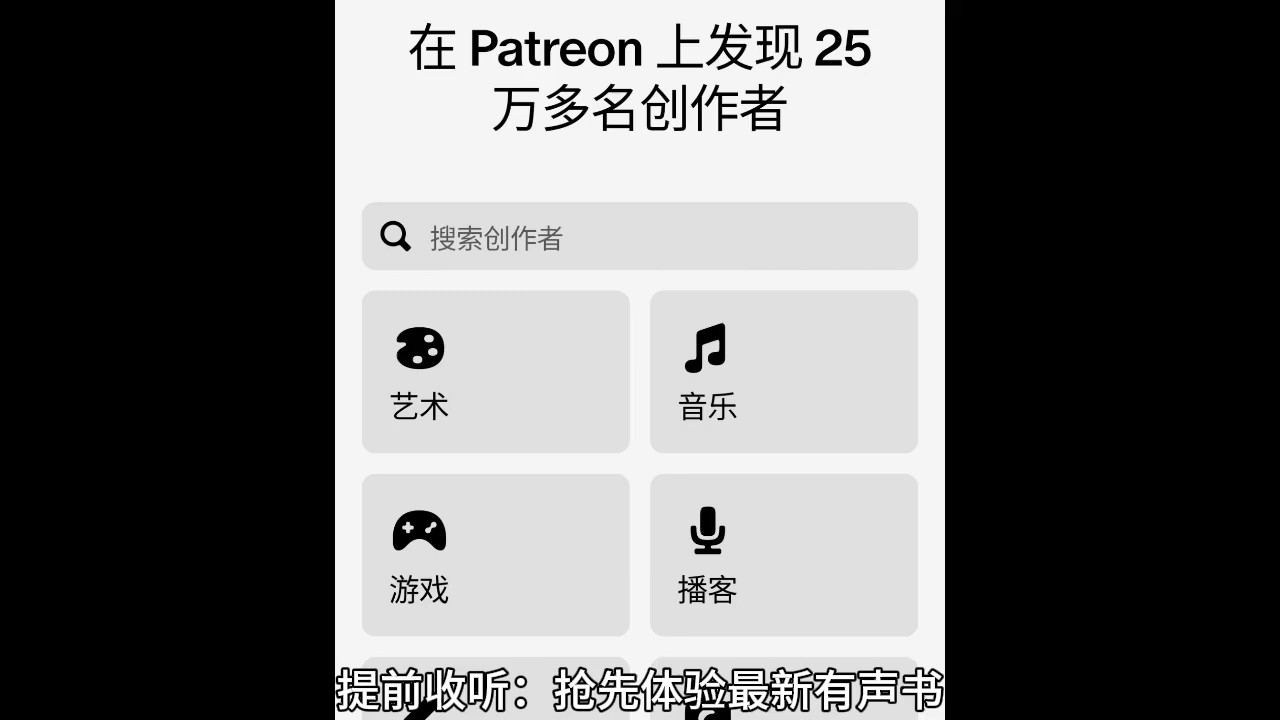 在 Patreon 上发现 25
万多名创作者
搜索创作者
艺术
音乐
游戏
播客
提前收听：抢先体验最新有声书